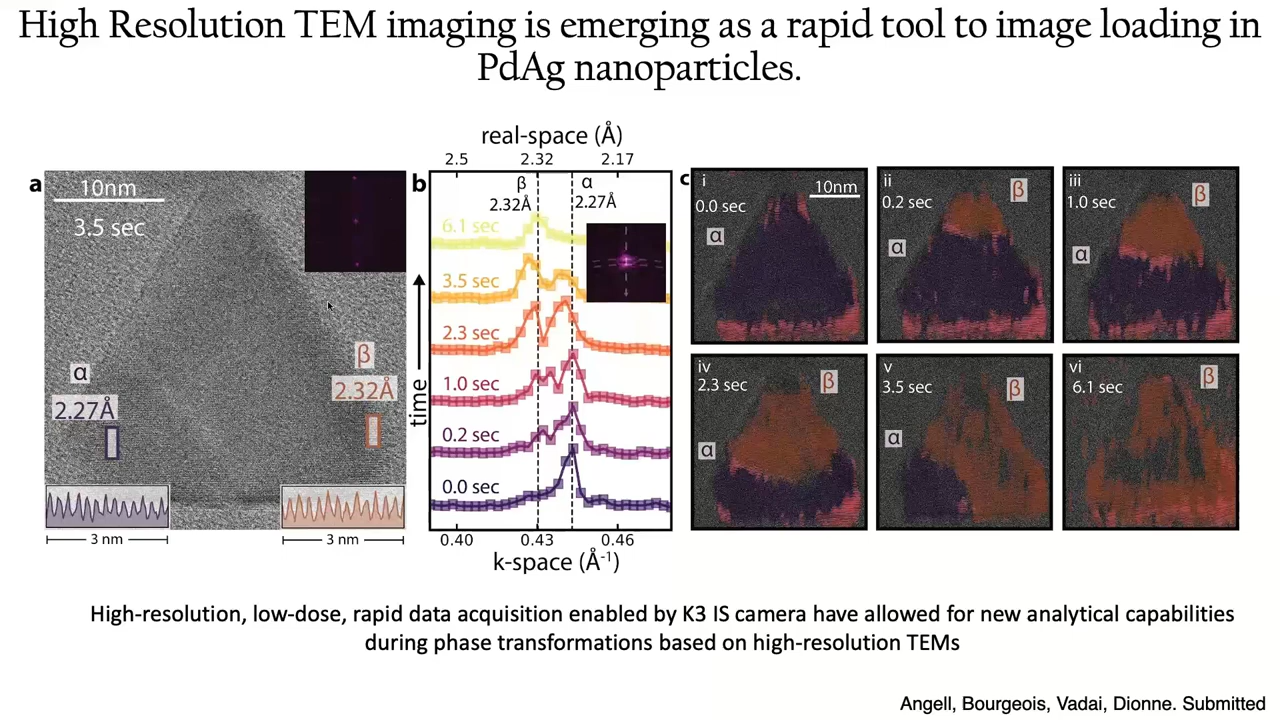 High Resolution TEM imaging is emerging as a rapid tool to image loading in
PdAg nanoparticles.
a
10nm
3.5 sec
α
2.27Å
β
2.32Å
3 nm
3 nm
b
real-space (Å)
2.5 2.32 2.17
β α
2.32Å 2.27Å
6.1 sec
3.5 sec
2.3 sec
1.0 sec
0.2 sec
0.0 sec
time
0.40 0.43 0.46
k-space (Å⁻¹)
c
i
0.0 sec
10nm
α
ii
0.2 sec
β
α
iii
1.0 sec
β
α
iv
2.3 sec
β
α
v
3.5 sec
β
α
vi
6.1 sec
β
High-resolution, low-dose, rapid data acquisition enabled by K3 IS camera have allowed for new analytical capabilities
during phase transformations based on high-resolution TEMs
Angell, Bourgeois, Vadai, Dionne. Submitted